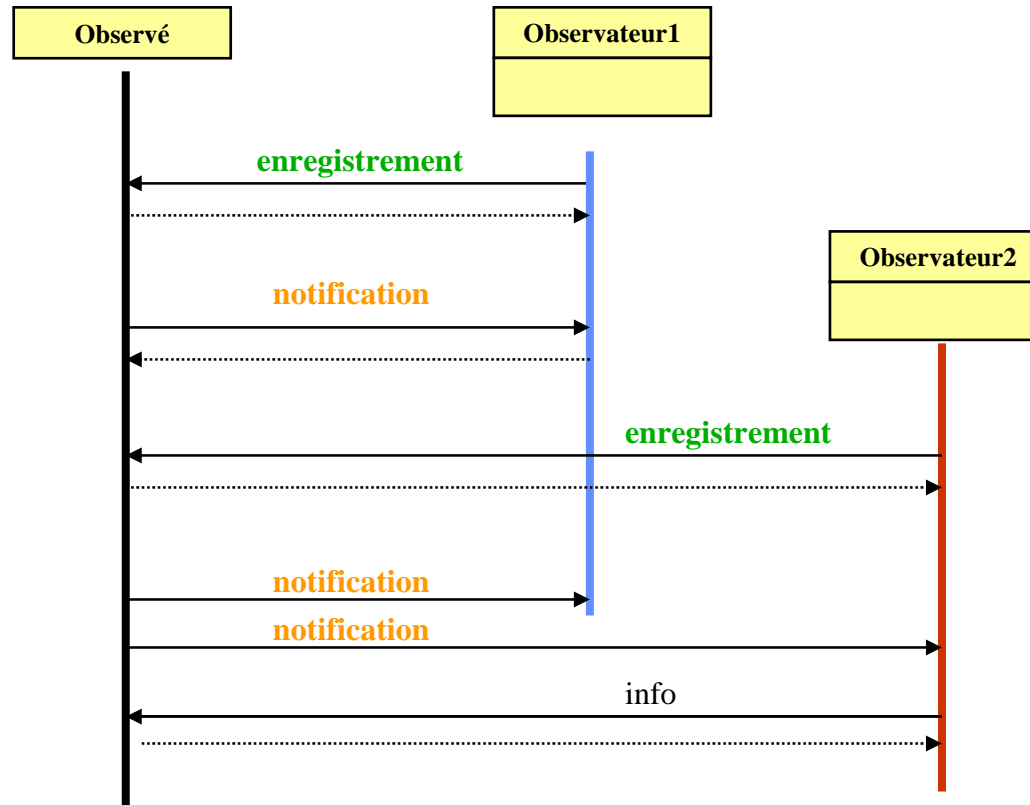 Observé
Observateur1
enregistrement
Observateur2
notification
enregistrement
notification
notification
info